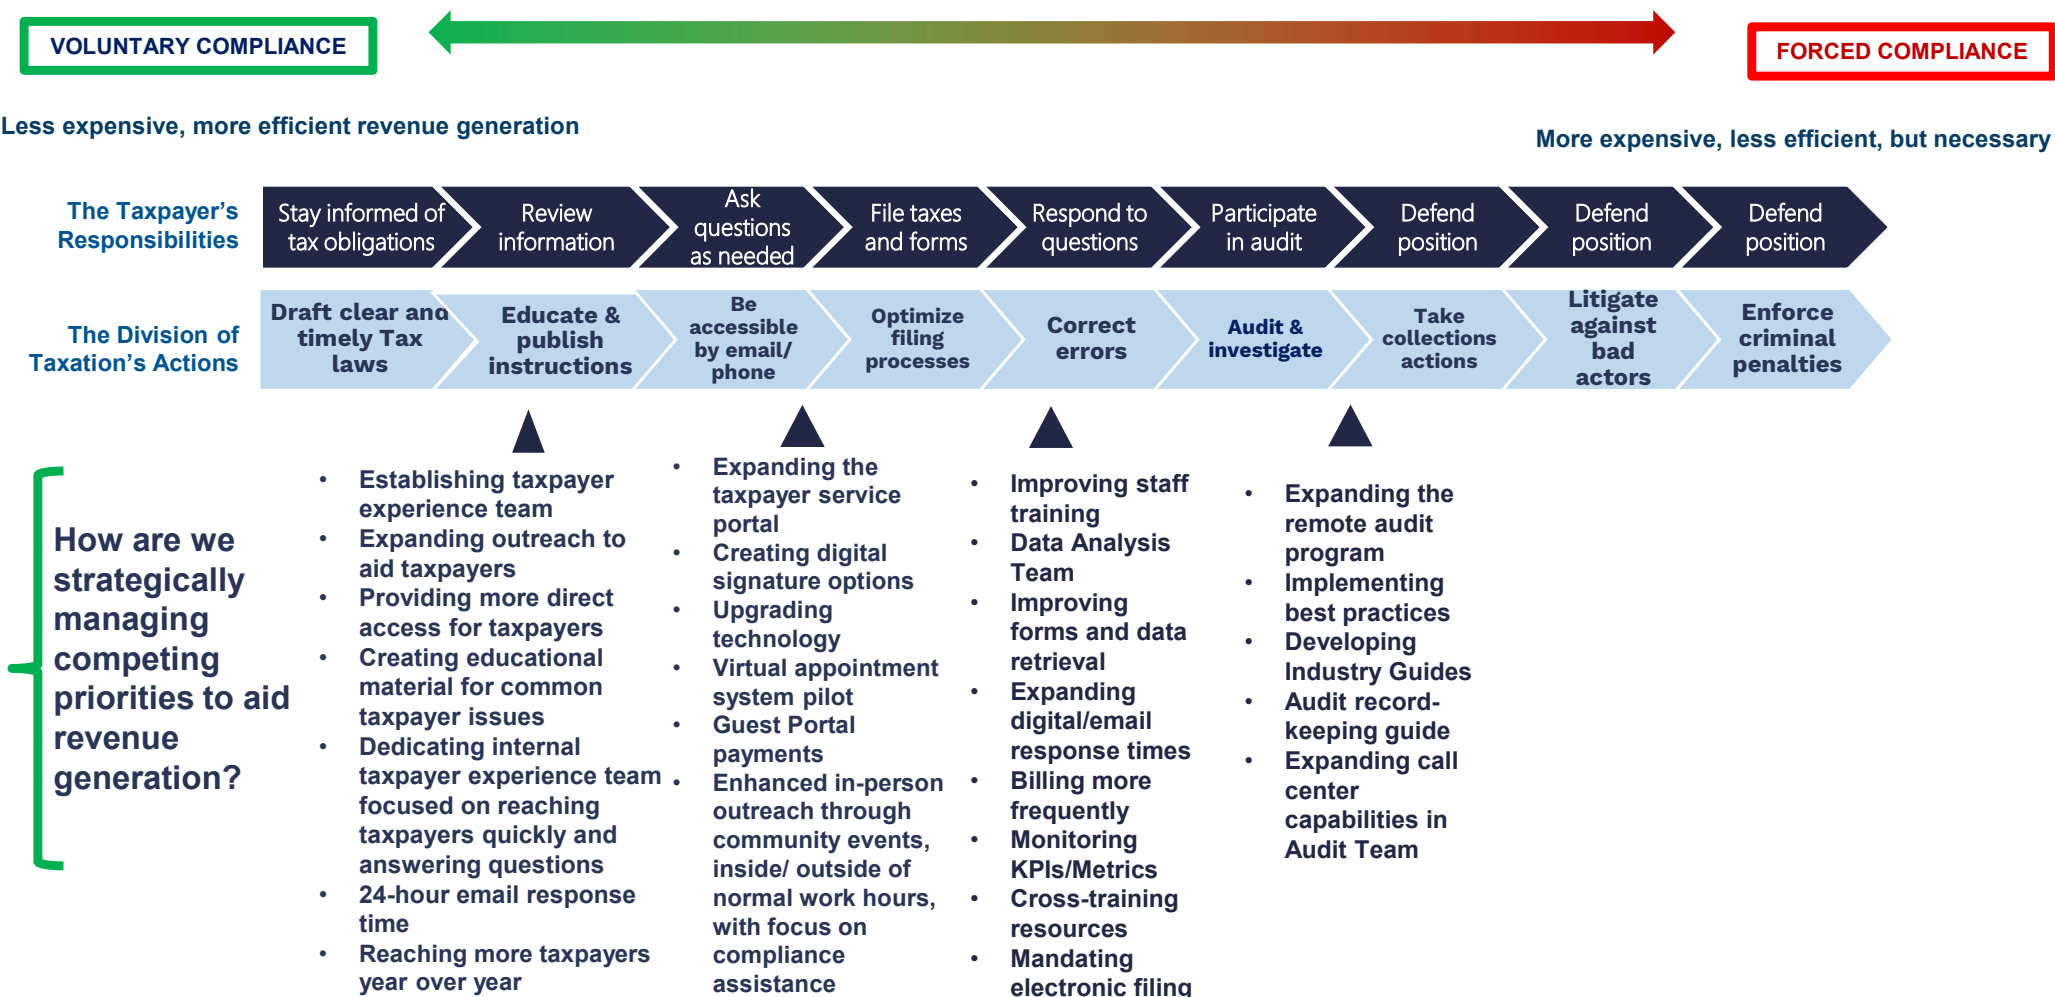 VOLUNTARY COMPLIANCE
FORCED COMPLIANCE
Less expensive, more efficient revenue generation
More expensive, less efficient, but necessary
The Taxpayer’s
Responsibilities
Stay informed of
tax obligations
Review
information
Ask
questions
as needed
File taxes
and forms
Respond to
questions
Participate
in audit
Defend
position
Defend
position
Defend
position
The Division of
Taxation’s Actions
Draft clear and
timely Tax
laws
Educate &
publish
instructions
Be
accessible
by email/
phone
Optimize
filing
processes
Correct
errors
Audit &
investigate
Take
collections
actions
Litigate
against
bad
actors
Enforce
criminal
penalties
How are we
strategically
managing
competing
priorities to aid
revenue
generation?
• Establishing taxpayer
experience team
• Expanding outreach to
aid taxpayers
• Providing more direct
access for taxpayers
• Creating educational
material for common
taxpayer issues
• Dedicating internal
taxpayer experience team
focused on reaching
taxpayers quickly and
answering questions
• 24-hour email response
time
• Reaching more taxpayers
year over year
• Expanding the
taxpayer service
portal
• Creating digital
signature options
• Upgrading
technology
• Virtual appointment
system pilot
• Guest Portal
payments
• Enhanced in-person
outreach through
community events,
inside/ outside of
normal work hours,
with focus on
compliance
assistance
• Improving staff
training
• Data Analysis
Team
• Improving
forms and data
retrieval
• Expanding
digital/email
response times
• Billing more
frequently
• Monitoring
KPIs/Metrics
• Cross-training
resources
• Mandating
electronic filing
• Expanding the
remote audit
program
• Implementing
best practices
• Developing
Industry Guides
• Audit record-
keeping guide
• Expanding call
center
capabilities in
Audit Team